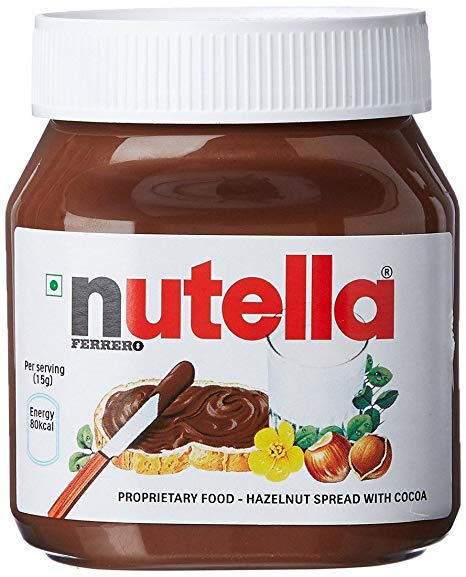 nutella®
FERRERO
Per serving
(15g)
Energy
80kcal
PROPRIETARY FOOD - HAZELNUT SPREAD WITH COCOA